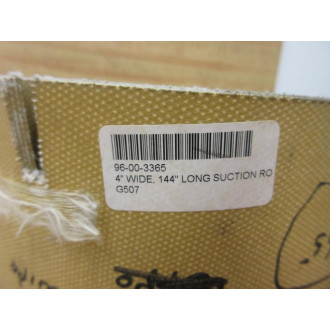 96-00-3365
4" WIDE, 144" LONG SUCTION RO
G507